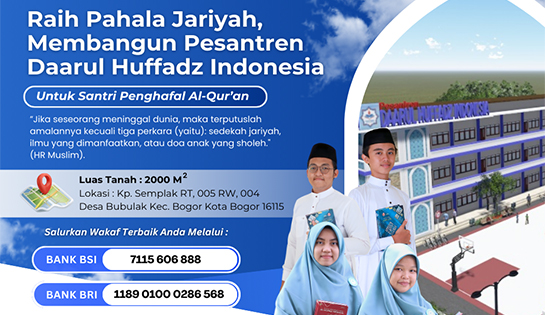 Raih Pahala Jariyah,
Membangun Pesantren
Daarul Huffadz Indonesia
Untuk Santri Penghafal Al-Qur'an
"Jika seseorang meninggal dunia, maka terputuslah
amalannya kecuali tiga perkara (yaitu): sedekah jariyah,
ilmu yang dimanfaatkan, atau doa anak yang sholeh."
(HR Muslim).
Luas Tanah : 2000 M²
Lokasi : Kp. Semplak RT, 005 RW, 004
Desa Bubulak Kec. Bogor Kota Bogor 16115
Salurkan Wakaf Terbaik Anda Melalui :
BANK BSI 7115 606 888
BANK BRI 1189 0100 0286 568
Pesantren
DAARUL HUFFADZ INDONESIA